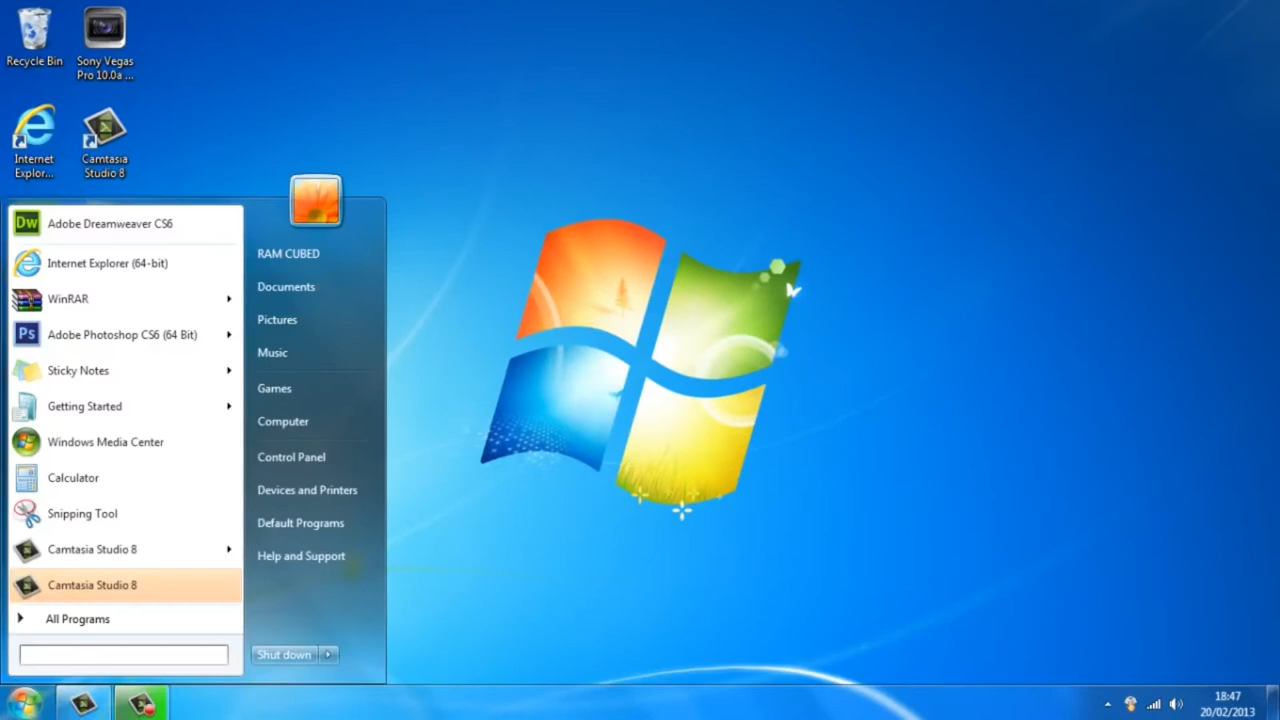 Recycle Bin
Sony Vegas
Pro 10.0a ...
Internet
Explor...
Camtasia
Studio 8
Dw
Adobe Dreamweaver CS6
Internet Explorer (64-bit)
WinRAR
Ps
Adobe Photoshop CS6 (64 Bit)
Sticky Notes
Getting Started
Windows Media Center
Calculator
Snipping Tool
Camtasia Studio 8
Camtasia Studio 8
All Programs
RAM CUBED
Documents
Pictures
Music
Games
Computer
Control Panel
Devices and Printers
Default Programs
Help and Support
Shut down
18:47
20/02/2013